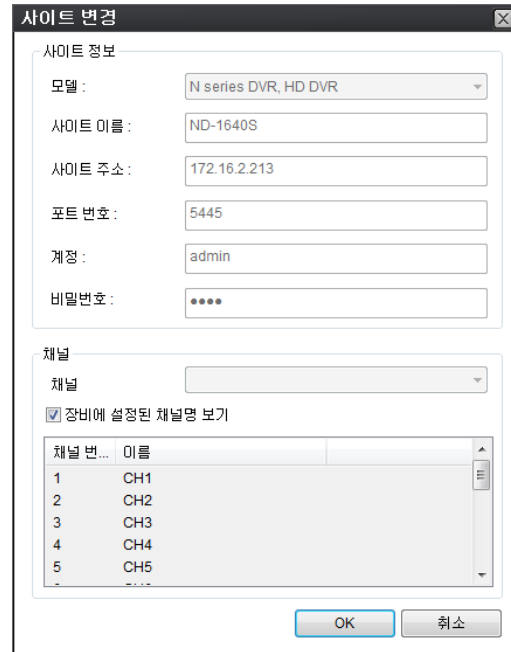 사이트 변경
사이트 정보
모델 : N series DVR, HD DVR
사이트 이름 : ND-1640S
사이트 주소 : 172.16.2.213
포트 번호 : 5445
계정 : admin
비밀번호 : ●●●●
채널
채널
장비에 설정된 채널명 보기
채널 번... 이름
1 CH1
2 CH2
3 CH3
4 CH4
5 CH5
OK 취소